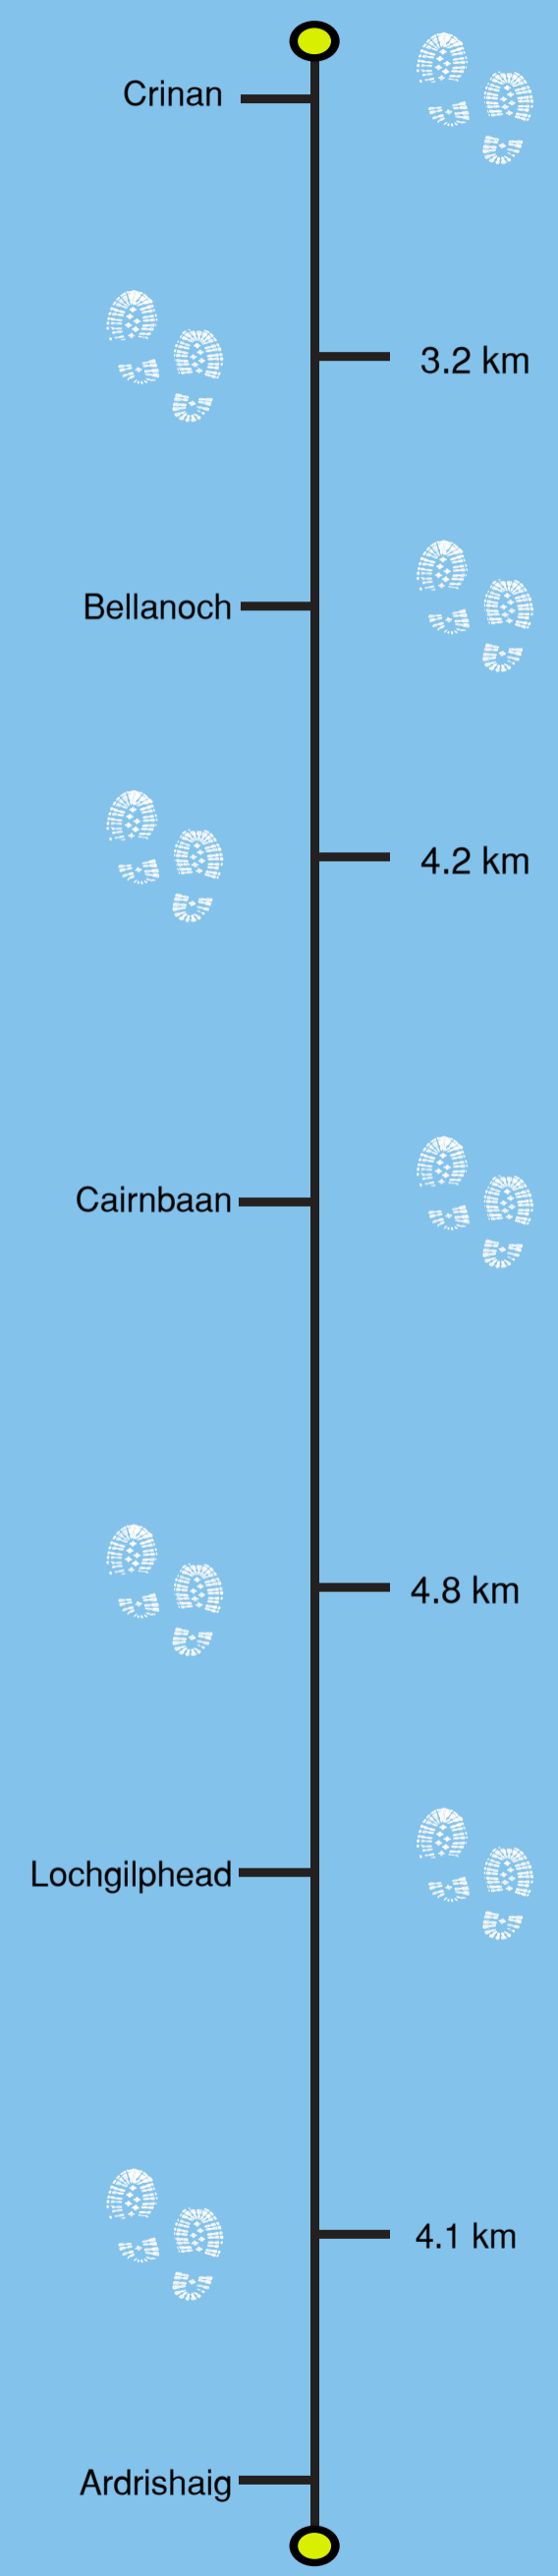 Crinan
3.2 km
Bellanoch
4.2 km
Cairnbaan
4.8 km
Lochgilphead
4.1 km
Ardrishaig